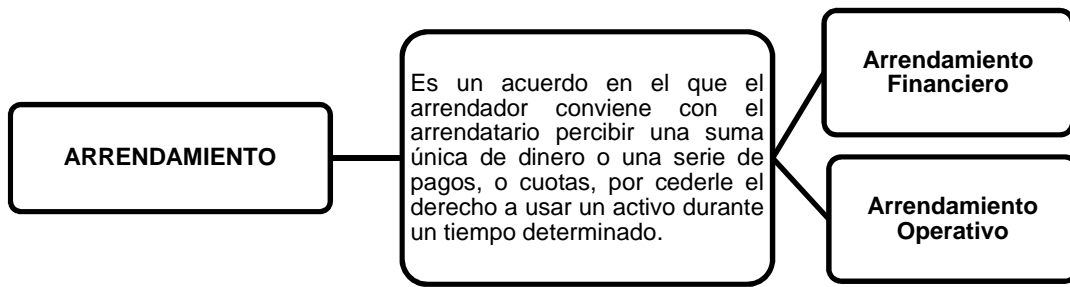 ARRENDAMIENTO
Es un acuerdo en el que el
arrendador conviene con el
arrendatario percibir una suma
única de dinero o una serie de
pagos, o cuotas, por cederle el
derecho a usar un activo durante
un tiempo determinado.
Arrendamiento
Financiero
Arrendamiento
Operativo